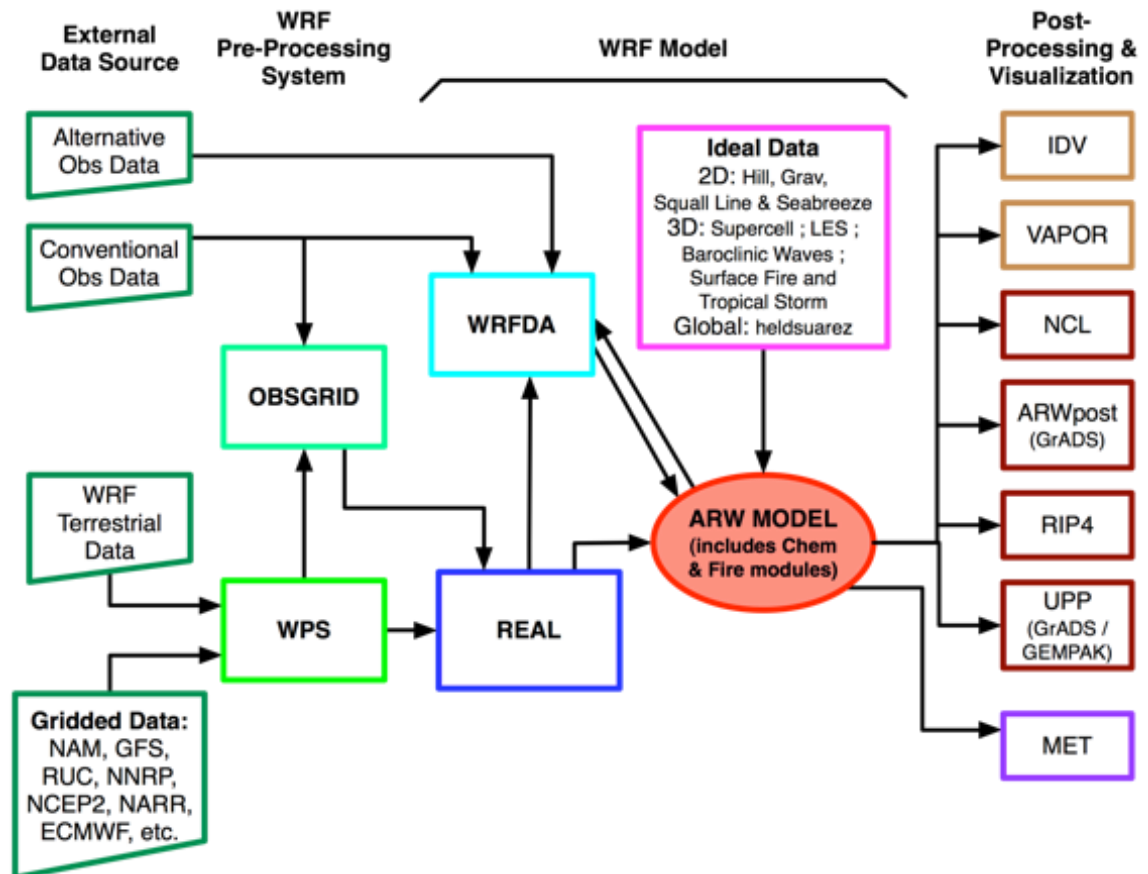 External
Data Source
WRF
Pre-Processing
System
WRF Model
Post-
Processing &
Visualization
Alternative
Obs Data
Conventional
Obs Data
WRF
Terrestrial
Data
Gridded Data:
NAM, GFS,
RUC, NNRP,
NCEP2, NARR,
ECMWF, etc.
OBSGRID
WPS
WRFDA
REAL
Ideal Data
2D: Hill, Grav,
Squall Line & Seabreeze
3D: Supercell ; LES ;
Baroclinic Waves ;
Surface Fire and
Tropical Storm
Global: heldsuarez
ARW MODEL
(includes Chem
& Fire modules)
IDV
VAPOR
NCL
ARWpost
(GrADS)
RIP4
UPP
(GrADS /
GEMPAK)
MET